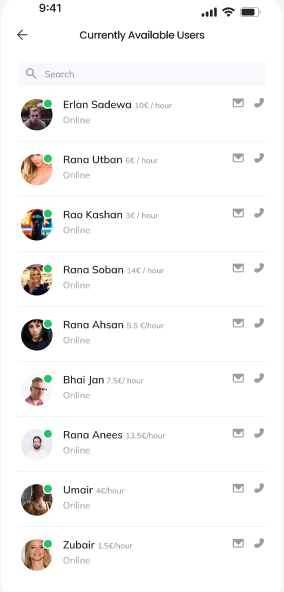 9:41
Currently Available Users
Search
Erlan Sadewa 10€ / hour
Online
Rana Utban 6€ / hour
Online
Rao Kashan 3€ / hour
Online
Rana Soban 14€ / hour
Online
Rana Ahsan 5.5 €/hour
Online
Bhai Jan 7.5€/ hour
Online
Rana Anees 13.5€/hour
Online
Umair 4€/hour
Online
Zubair 1.5€/hour
Online